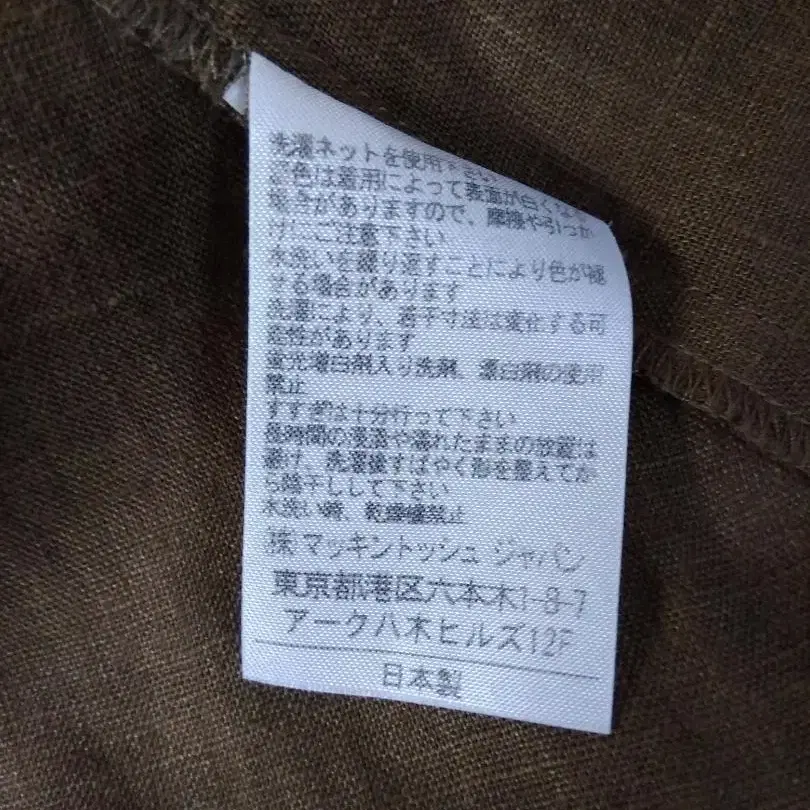 洗濯ネットを使用下さい
色は着用によって表面が白くなる
場合がありますので、摩擦や引っか
けにご注意下さい
水洗いを繰り返すことにより色が褪
せる場合があります
洗濯により、若干寸法は変化する可
能性があります
蛍光増白剤入り洗剤、漂白剤の使用
禁止
すすぎは十分行って下さい
長時間の浸漬や濡れたままの放置は
避け、洗濯後すばやく形を整えてか
ら陰干しして下さい
水洗い時、乾燥機禁止
㈱マッキントッシュ ジャパン
東京都港区六本木1-8-7
アーク八木ヒルズ12F
日本製